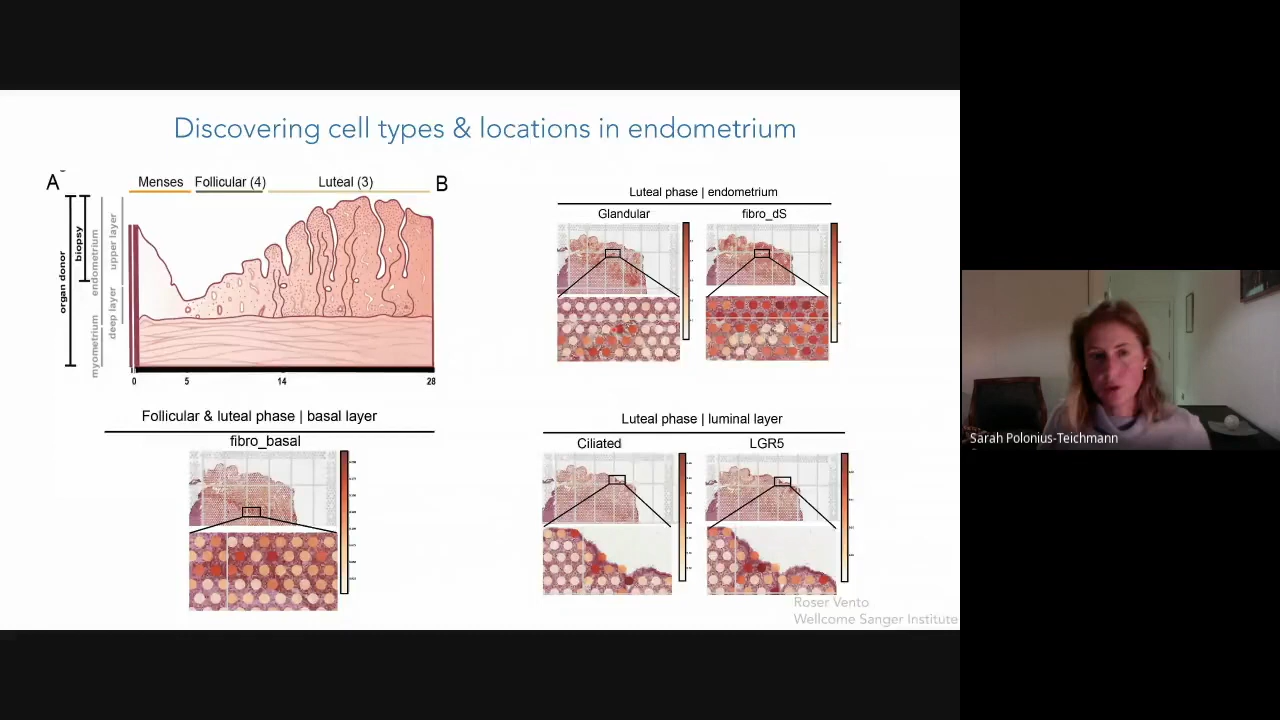 Discovering cell types & locations in endometrium
A
Menses
Follicular (4)
Luteal (3)
B
organ donor
biopsy
myometrium
endometrium
deep layer
upper layer
0
5
14
28
Luteal phase | endometrium
Glandular
fibro_dS
Follicular & luteal phase | basal layer
fibro_basal
Luteal phase | luminal layer
Ciliated
LGR5
Roser Vento
Wellcome Sanger Institute
Sarah Polonius-Teichmann